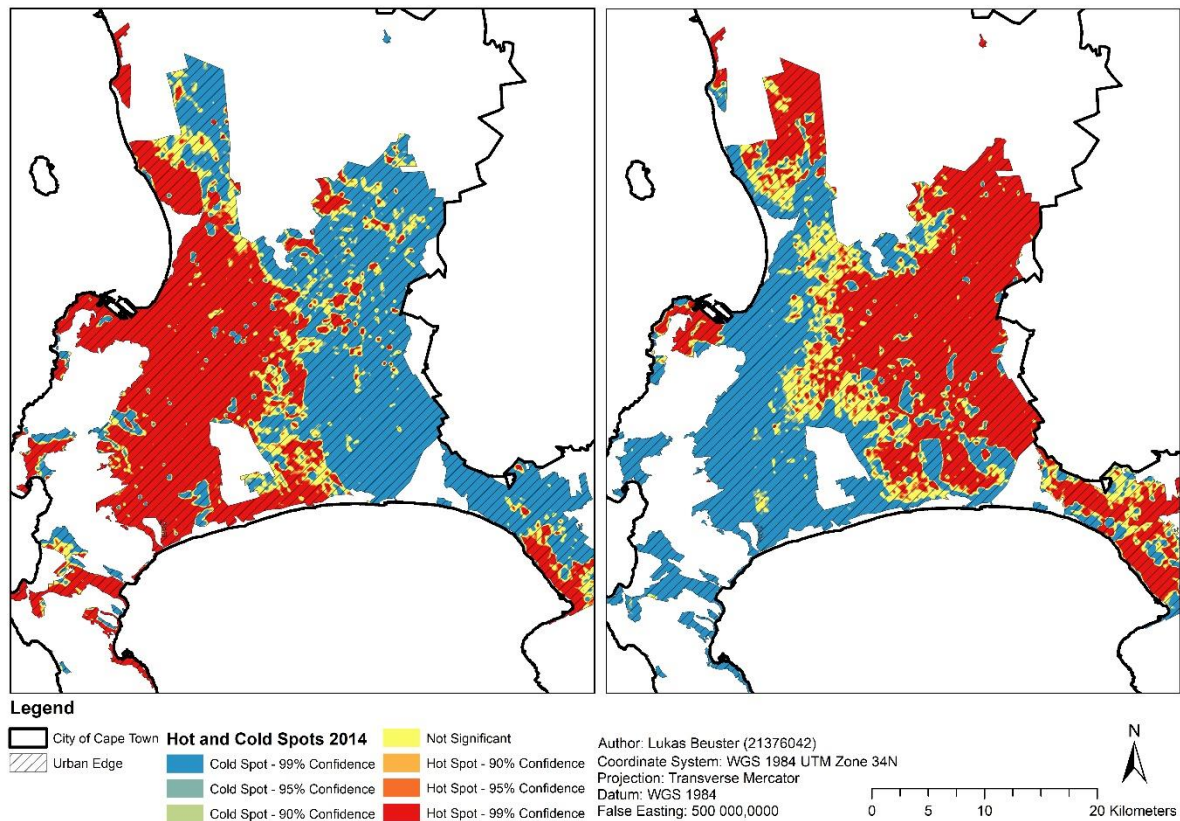 Legend
City of Cape Town
Urban Edge
Hot and Cold Spots 2014
Cold Spot - 99% Confidence
Cold Spot - 95% Confidence
Cold Spot - 90% Confidence
Not Significant
Hot Spot - 90% Confidence
Hot Spot - 95% Confidence
Hot Spot - 99% Confidence
Author: Lukas Beuster (21376042)
Coordinate System: WGS 1984 UTM Zone 34N
Projection: Transverse Mercator
Datum: WGS 1984
False Easting: 500 000,0000
N
0 5 10 20 Kilometers